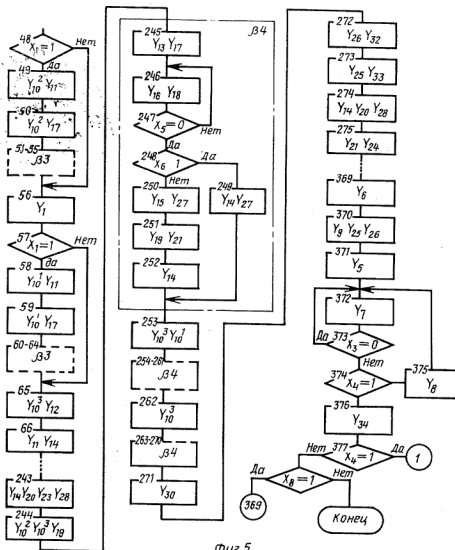 48 X₁=1 Нет
Да
49 Y₁₀² Y₁₁
50 Y₁₀² Y₁₇
51-55 β3
56 Y₁
57 X₁=1 Нет
Да
58 Y₁₀¹ Y₁₁
59 Y₁₀¹ Y₁₇
60-64 β3
65 Y₁₀³ Y₁₂
66 Y₁₁ Y₁₄
243 Y₁₄ Y₂₀ Y₂₃ Y₂₈
244 Y₁₀² Y₁₀³ Y₁₉
β4
245 Y₁₃ Y₁₇
246 Y₁₆ Y₁₈
247 X₅=0 Нет
Да
248 X₆ 1 Да
Нет
250 Y₁₅ Y₂₇
249 Y₁₄ Y₂₇
251 Y₁₉ Y₂₁
252 Y₁₄
253 Y₁₀³ Y₁₀¹
254-261 β4
262 Y₁₀³
263-270 β4
271 Y₃₀
272 Y₂₆ Y₃₂
273 Y₂₅ Y₃₃
274 Y₁₄ Y₂₀ Y₂₈
275 Y₂₁ Y₂₄
369 Y₆
370 Y₉ Y₂₅ Y₂₆
371 Y₅
372 Y₇
Да 373 X₃=0
Нет
374 X₄=1
375 Y₈
376 Y₃₄
Нет 377 X₄=1 Да 1
Да X₈=1 Нет
369
Конец
Фиг. 5